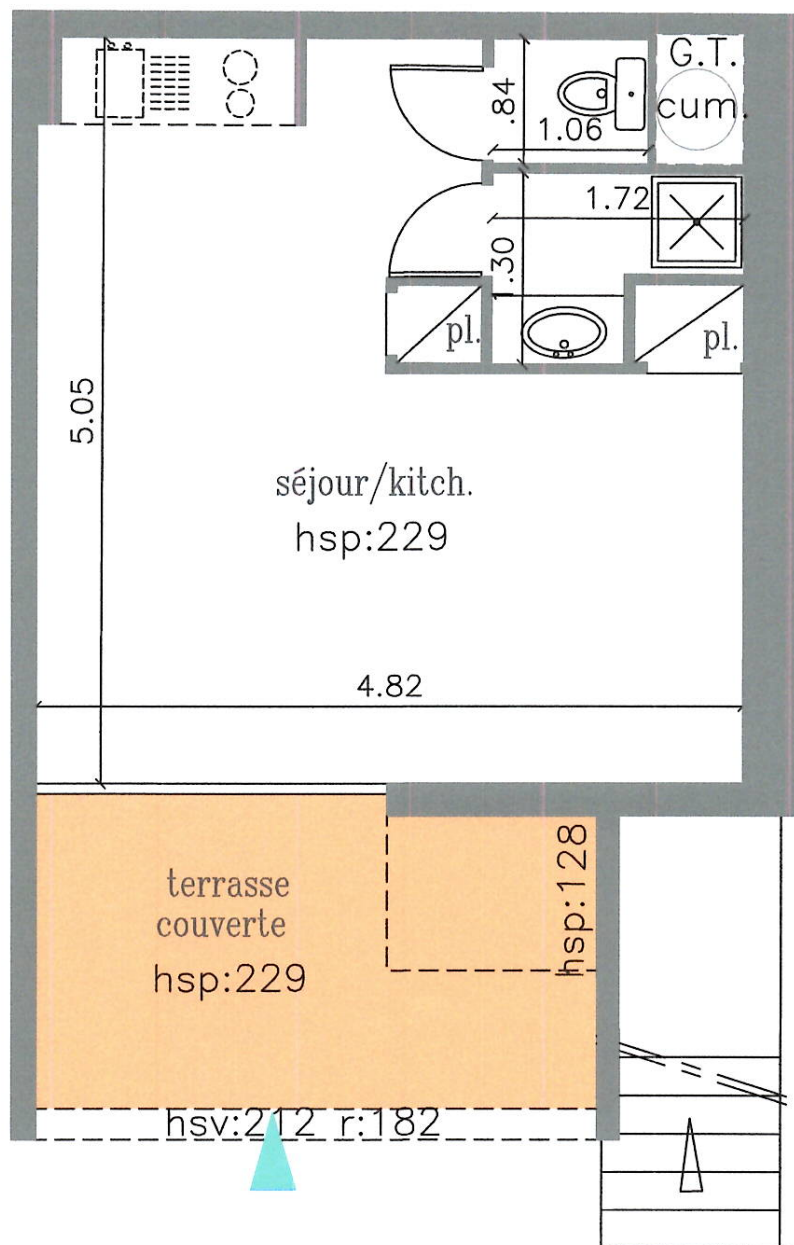 G.T.
cum.
.84
1.06
1.72
1.30
pl.
pl.
5.05
séjour/kitch.
hsp:229
4.82
terrasse
couverte
hsp:229
hsp:128
hsv:212 r:182